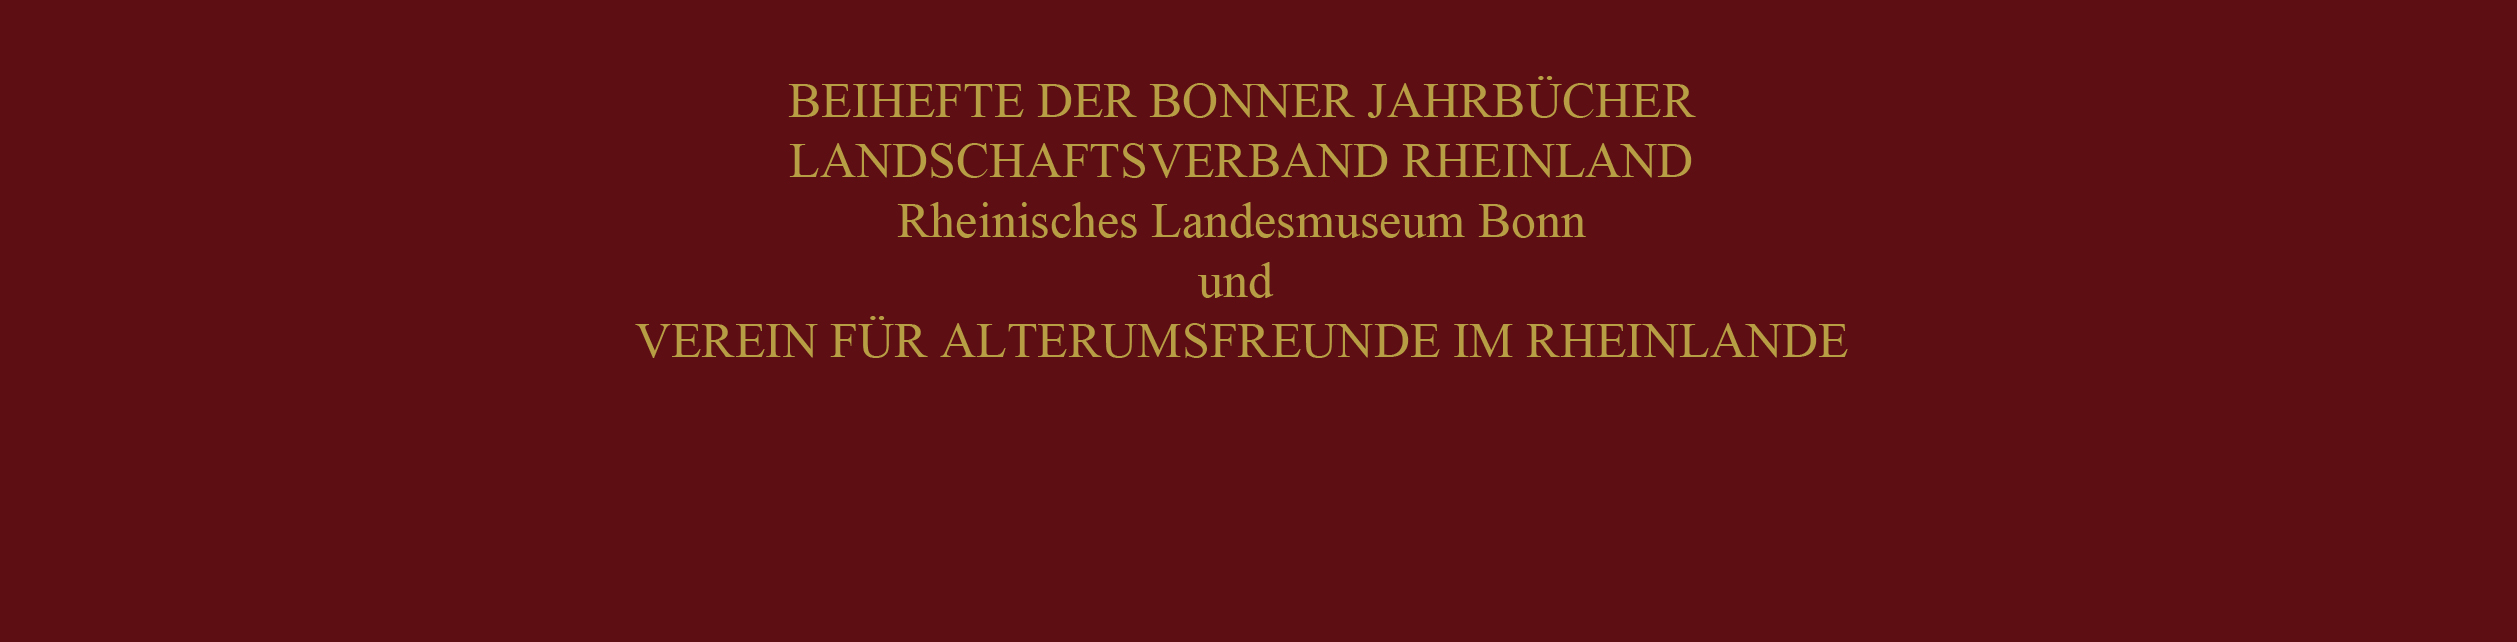 BEIHEFTE DER BONNER JAHRBÜCHER
LANDSCHAFTSVERBAND RHEINLAND
Rheinisches Landesmuseum Bonn
und
VEREIN FÜR ALTERUMSFREUNDE IM RHEINLANDE